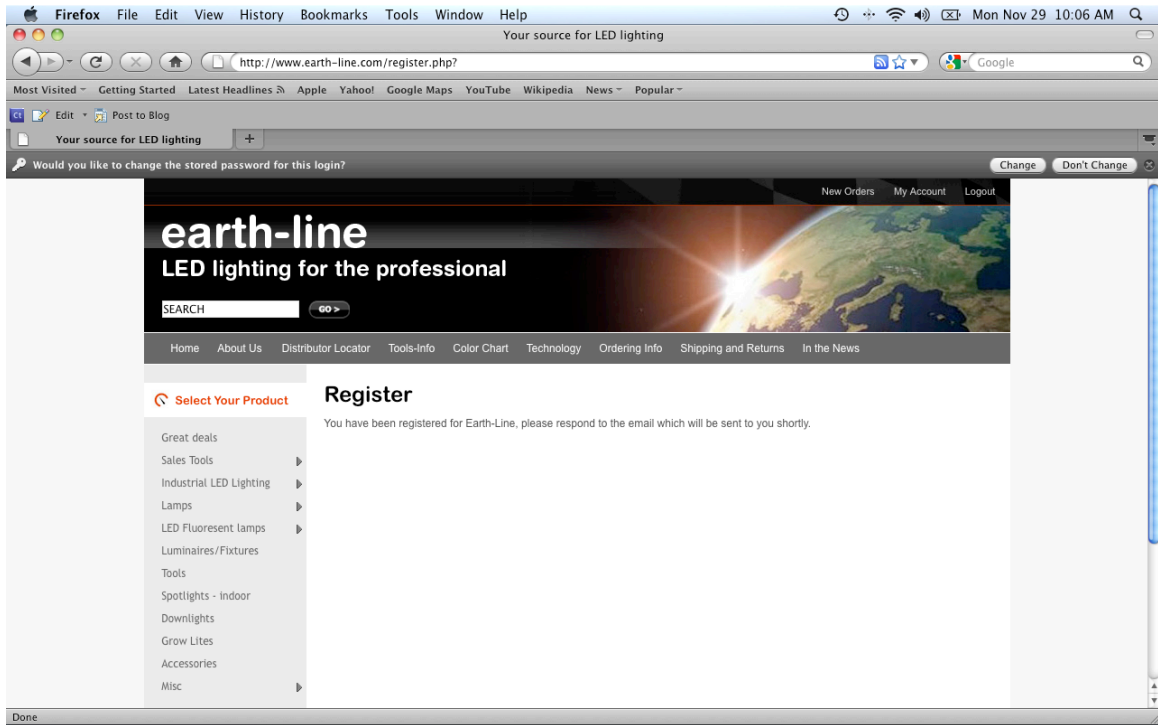 Firefox File Edit View History Bookmarks Tools Window Help Mon Nov 29 10:06 AM
Your source for LED lighting
http://www.earth-line.com/register.php? Google
Most Visited Getting Started Latest Headlines Apple Yahoo! Google Maps YouTube Wikipedia News Popular
Ct Edit Post to Blog
Your source for LED lighting +
Would you like to change the stored password for this login? Change Don't Change
New Orders My Account Logout
earth-line
LED lighting for the professional
SEARCH GO >
Home About Us Distributor Locator Tools-Info Color Chart Technology Ordering Info Shipping and Returns In the News
Select Your Product
Register
You have been registered for Earth-Line, please respond to the email which will be sent to you shortly.
Great deals
Sales Tools
Industrial LED Lighting
Lamps
LED Fluoresent lamps
Luminaires/Fixtures
Tools
Spotlights - indoor
Downlights
Grow Lites
Accessories
Misc
Done